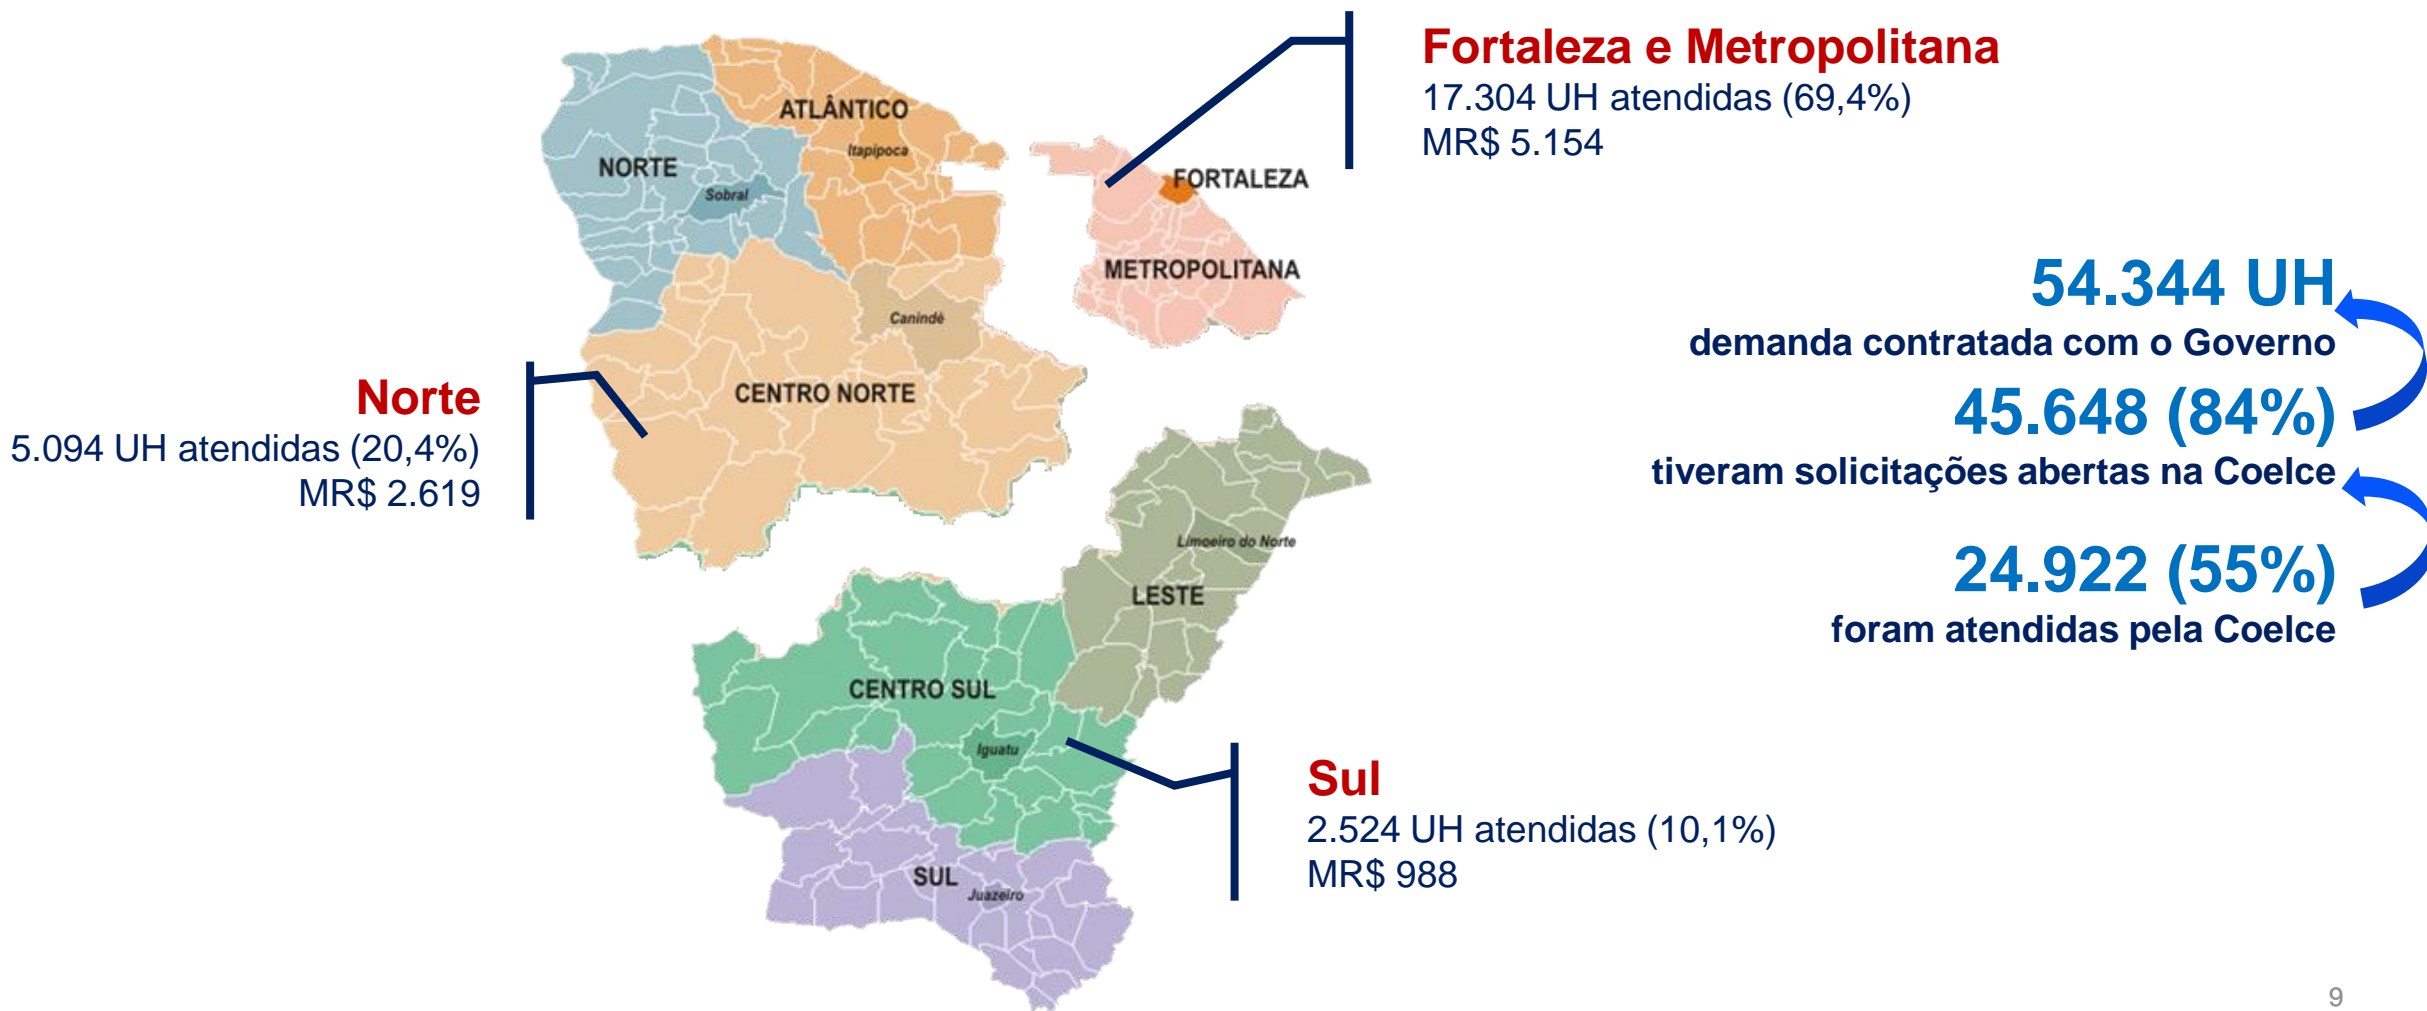 Fortaleza e Metropolitana
17.304 UH atendidas (69,4%)
MR$ 5.154
ATLÂNTICO
Itapipoca
NORTE
Sobral
FORTALEZA
METROPOLITANA
Canindé
CENTRO NORTE
Norte
5.094 UH atendidas (20,4%)
MR$ 2.619
54.344 UH
demanda contratada com o Governo
45.648 (84%)
tiveram solicitações abertas na Coelce
24.922 (55%)
foram atendidas pela Coelce
Limoeiro do Norte
LESTE
CENTRO SUL
Iguatu
SUL
Juazeiro
Sul
2.524 UH atendidas (10,1%)
MR$ 988
9